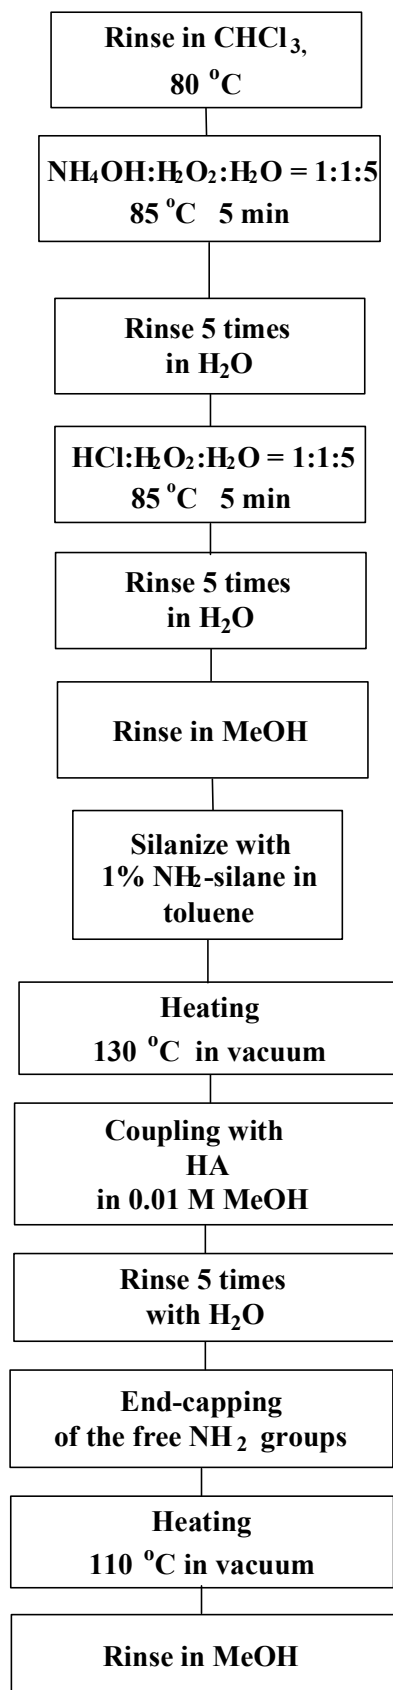 Rinse in CHCl3,
80 °C
NH4OH:H2O2:H2O = 1:1:5
85 °C 5 min
Rinse 5 times
in H2O
HCl:H2O2:H2O = 1:1:5
85 °C 5 min
Rinse 5 times
in H2O
Rinse in MeOH
Silanize with
1% NH2-silane in
toluene
Heating
130 °C in vacuum
Coupling with
HA
in 0.01 M MeOH
Rinse 5 times
with H2O
End-capping
of the free NH2 groups
Heating
110 °C in vacuum
Rinse in MeOH